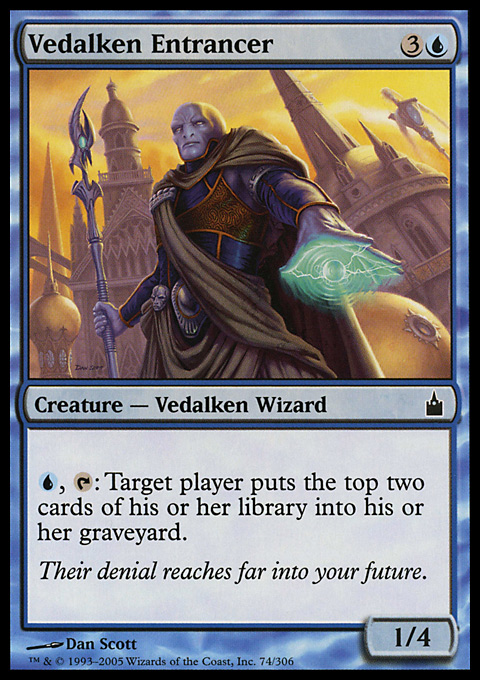 Vedalken Entrancer 3
DAN SCOTT
Creature — Vedalken Wizard
, : Target player puts the top two
cards of his or her library into his or
her graveyard.
Their denial reaches far into your future.
Dan Scott
1/4
™ & © 1993–2005 Wizards of the Coast, Inc. 74/306